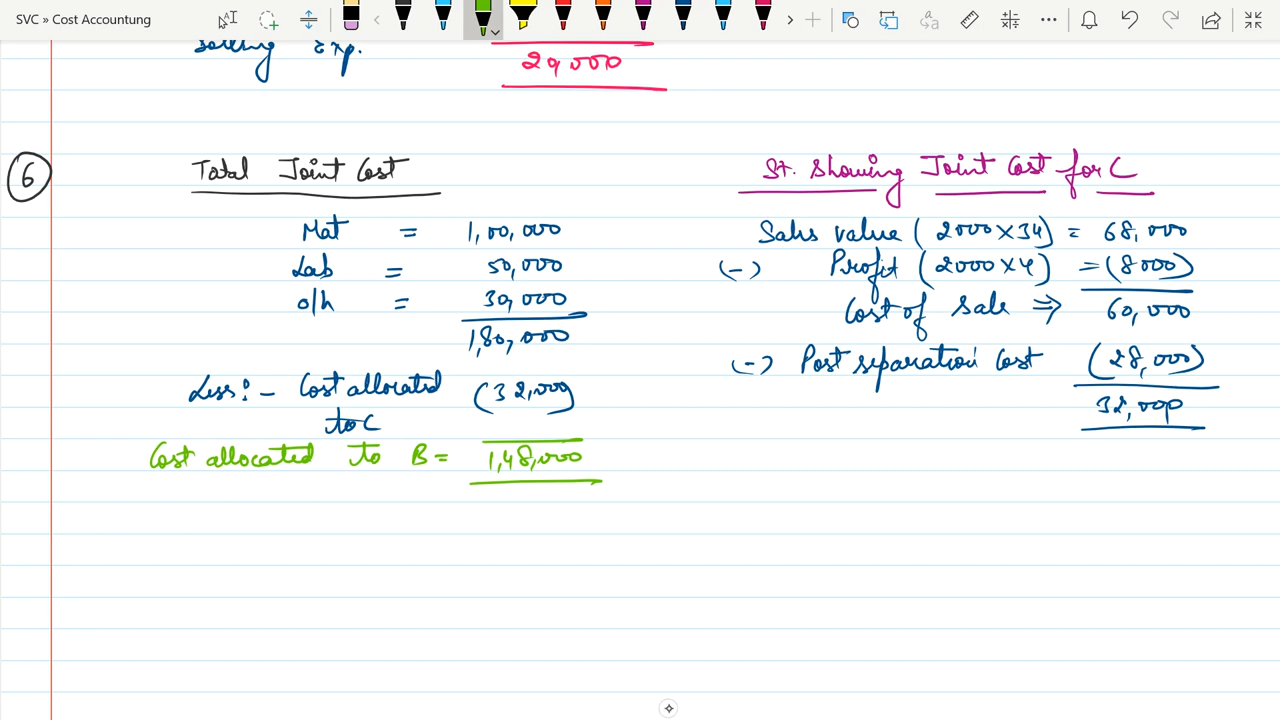 SVC » Cost Accountung
Selling Exp.
29,000
6
Total Joint Cost
Mat = 1,00,000
Lab = 50,000
o/h = 30,000
1,80,000
Less:- Cost allocated to C (32,000)
Cost allocated to B = 1,48,000
St. Showing Joint Cost for C
Sales value (2000×34) = 68,000
(-) Profit (2000×4) = (8000)
Cost of Sale ⇒ 60,000
(-) Post separation Cost (28,000)
32,000